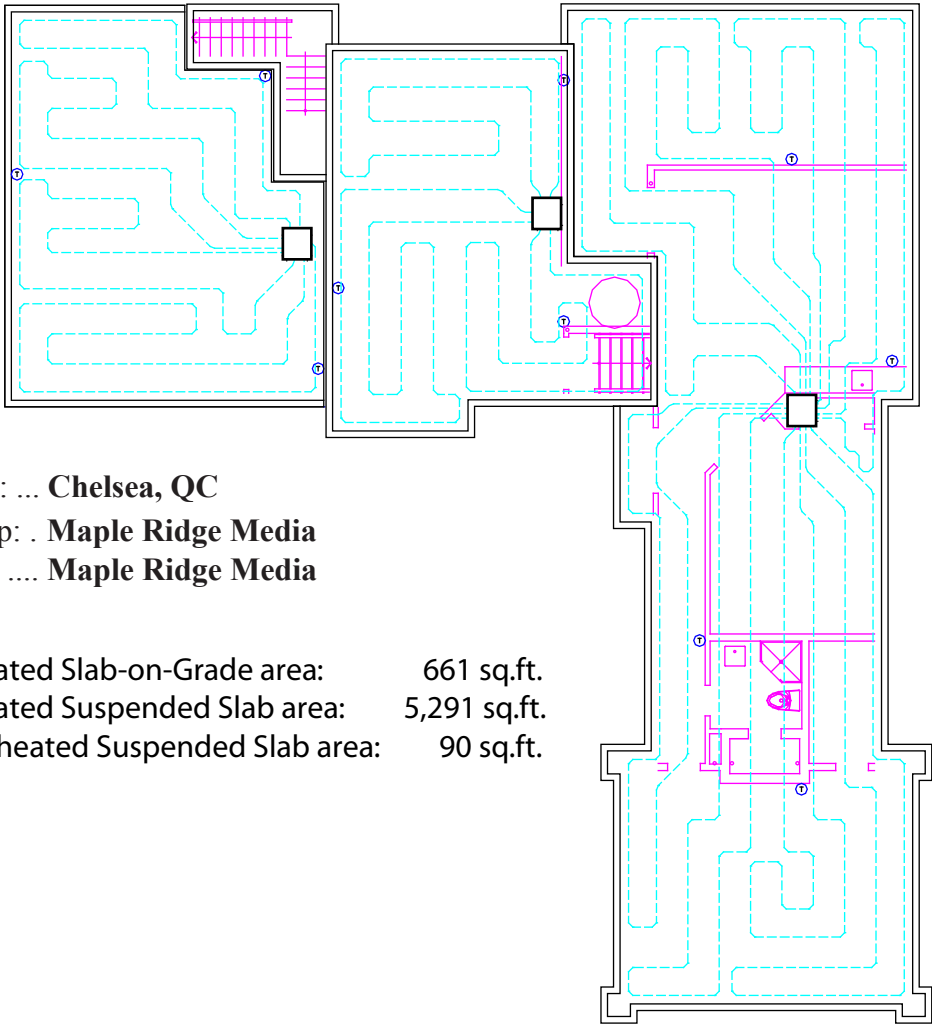 : ... Chelsea, QC
p: . Maple Ridge Media
.... Maple Ridge Media
ated Slab-on-Grade area: 661 sq.ft.
ated Suspended Slab area: 5,291 sq.ft.
heated Suspended Slab area: 90 sq.ft.
T
T
T
T
T
T
T
T
T
T